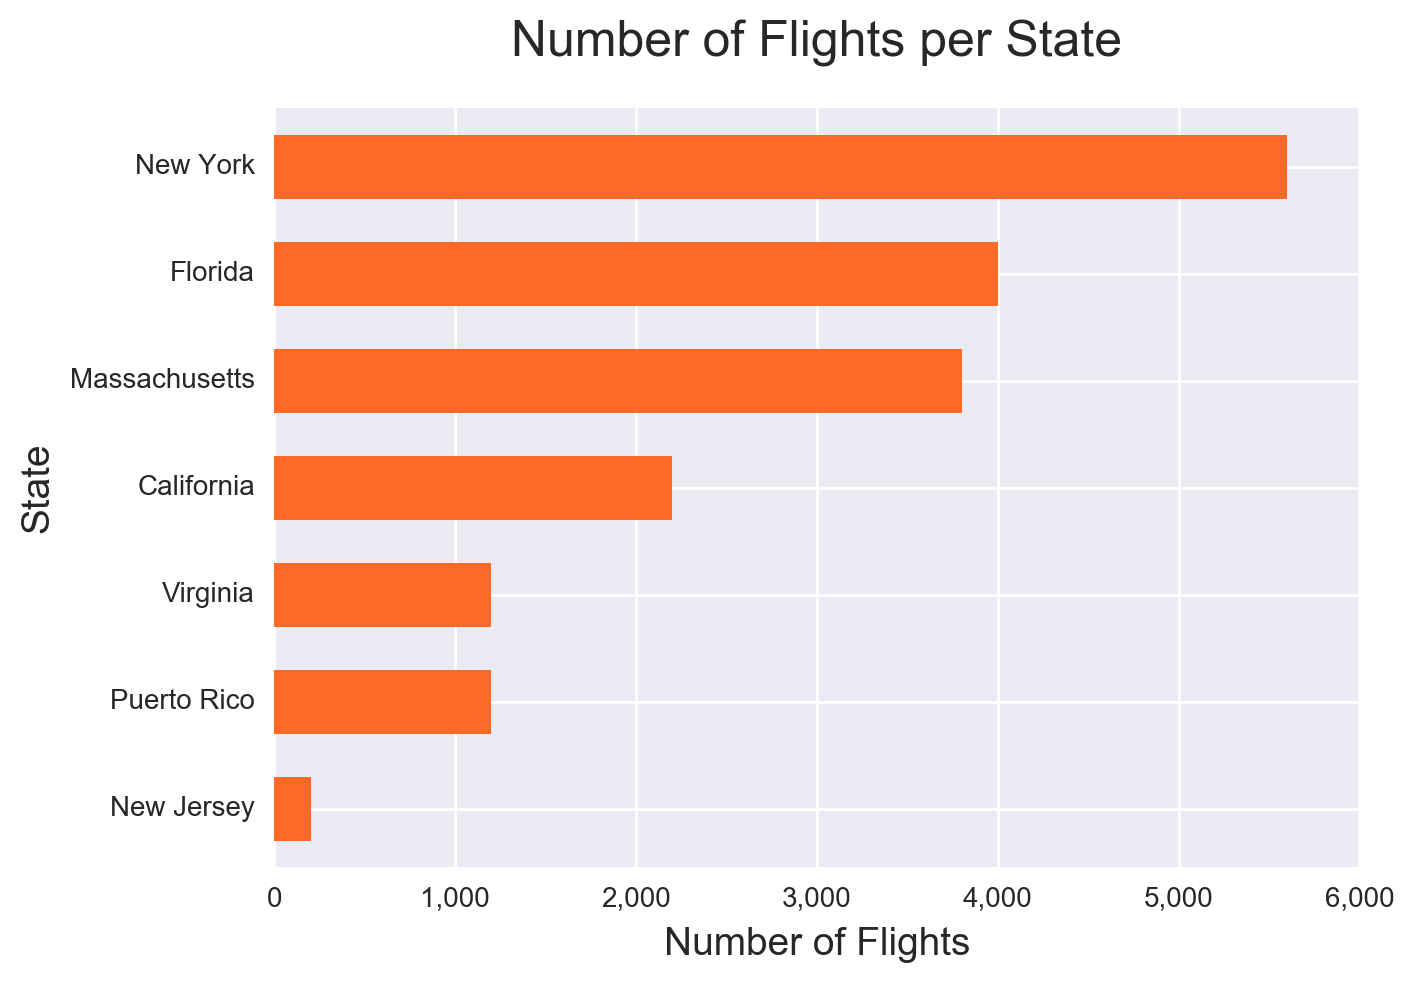 Number of Flights per State
New York
Florida
Massachusetts
California
Virginia
Puerto Rico
New Jersey
State
0 1,000 2,000 3,000 4,000 5,000 6,000
Number of Flights